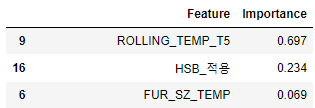 Feature Importance
9 ROLLING_TEMP_T5 0.697
16 HSB_적용 0.234
6 FUR_SZ_TEMP 0.069